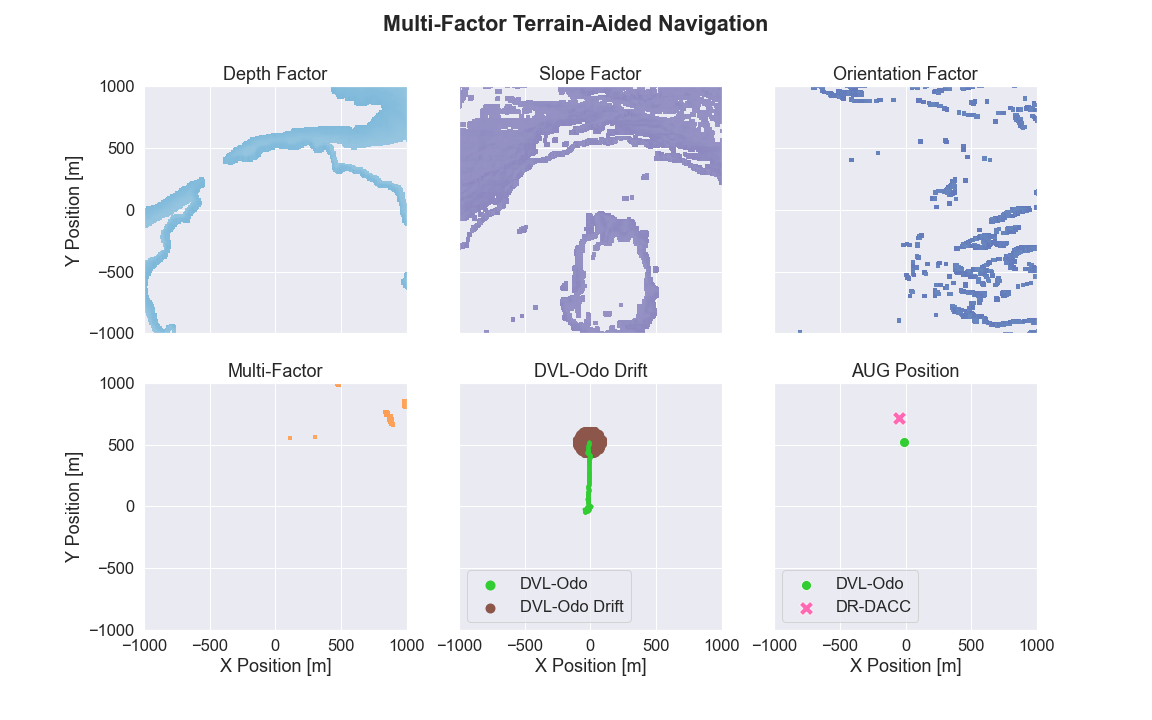 Multi-Factor Terrain-Aided Navigation
Depth Factor
Slope Factor
Orientation Factor
Y Position [m]
1000
500
0
−500
−1000
Multi-Factor
DVL-Odo Drift
AUG Position
Y Position [m]
1000
500
0
−500
−1000
DVL-Odo
DVL-Odo Drift
DVL-Odo
DR-DACC
−1000 −500 0 500 1000
−1000 −500 0 500 1000
−1000 −500 0 500 1000
X Position [m]
X Position [m]
X Position [m]